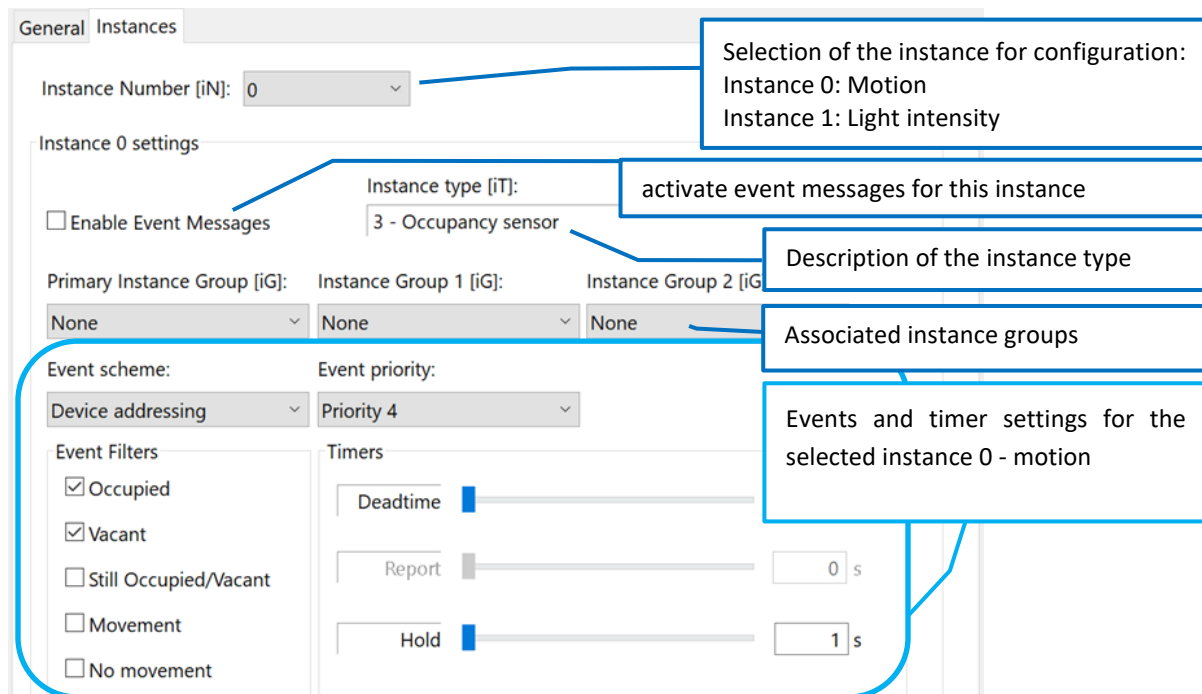 General Instances
Selection of the instance for configuration:
Instance 0: Motion
Instance 1: Light intensity
Instance Number [iN]: 0
Instance 0 settings
Instance type [iT]:
activate event messages for this instance
Enable Event Messages
3 - Occupancy sensor
Description of the instance type
Primary Instance Group [iG]: Instance Group 1 [iG]: Instance Group 2 [iG
None None None
Associated instance groups
Event scheme: Event priority:
Device addressing Priority 4
Events and timer settings for the
selected instance 0 - motion
Event Filters Timers
Occupied
Deadtime
Vacant
Still Occupied/Vacant
Report 0 s
Movement
Hold 1 s
No movement